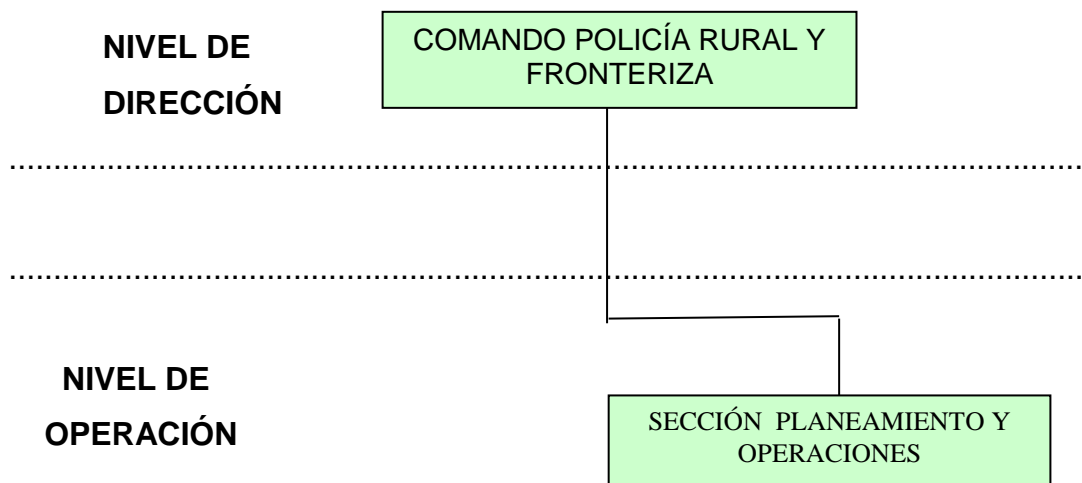 NIVEL DE
DIRECCIÓN
COMANDO POLICÍA RURAL Y
FRONTERIZA
NIVEL DE
OPERACIÓN
SECCIÓN PLANEAMIENTO Y
OPERACIONES